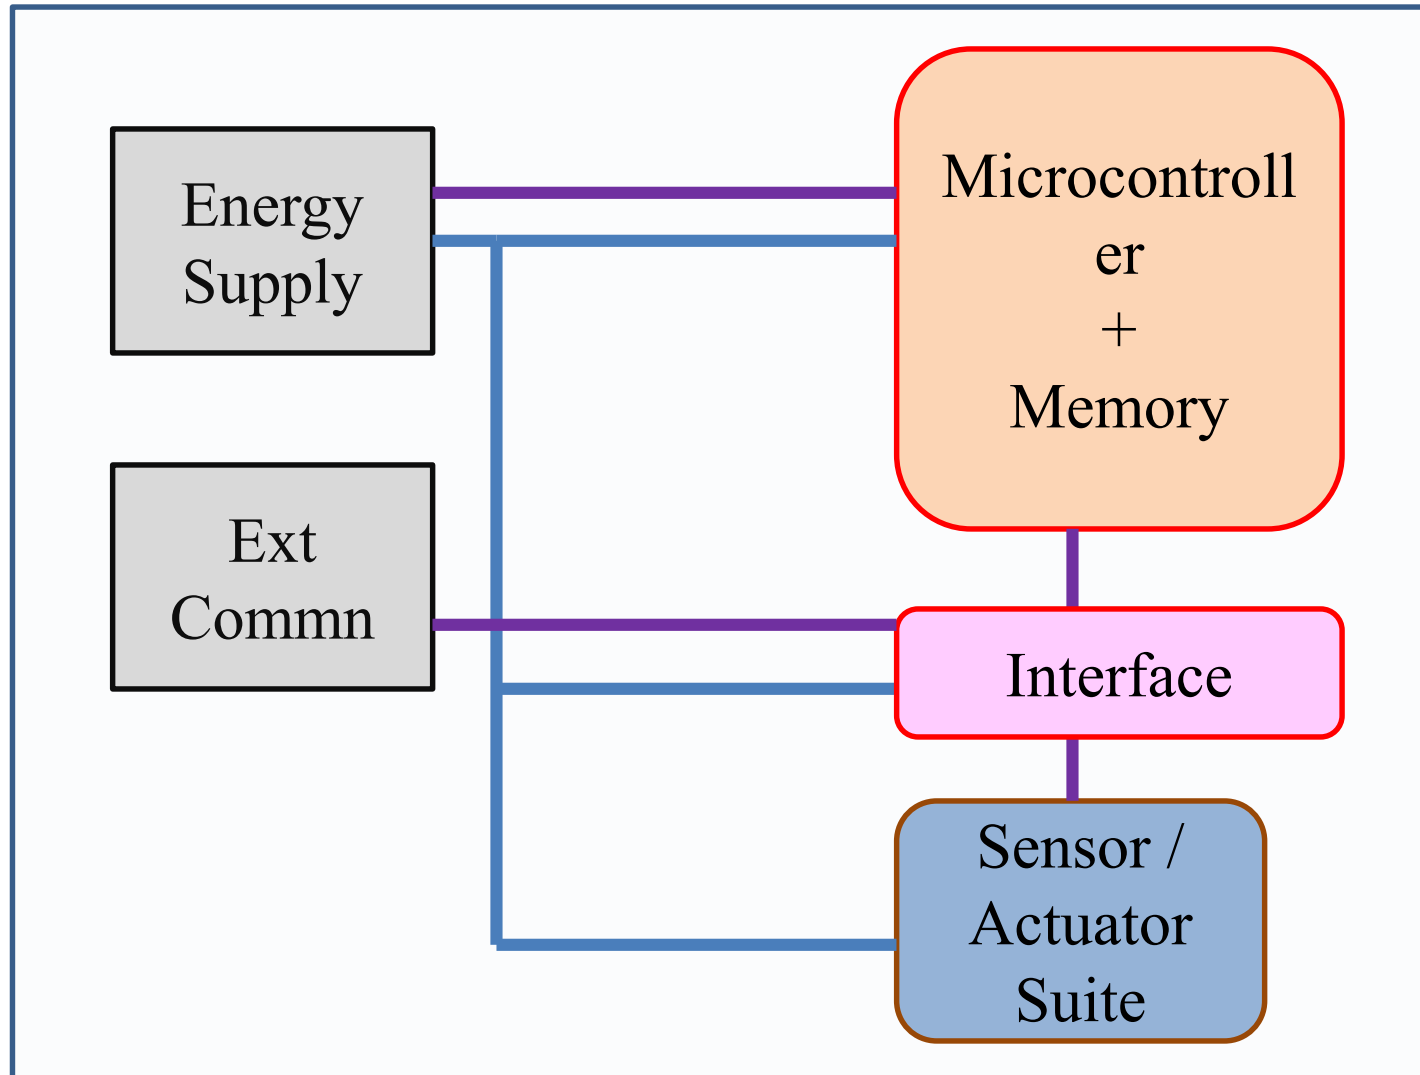 Energy
Supply
Microcontroll
er
+
Memory
Ext
Commn
Interface
Sensor /
Actuator
Suite